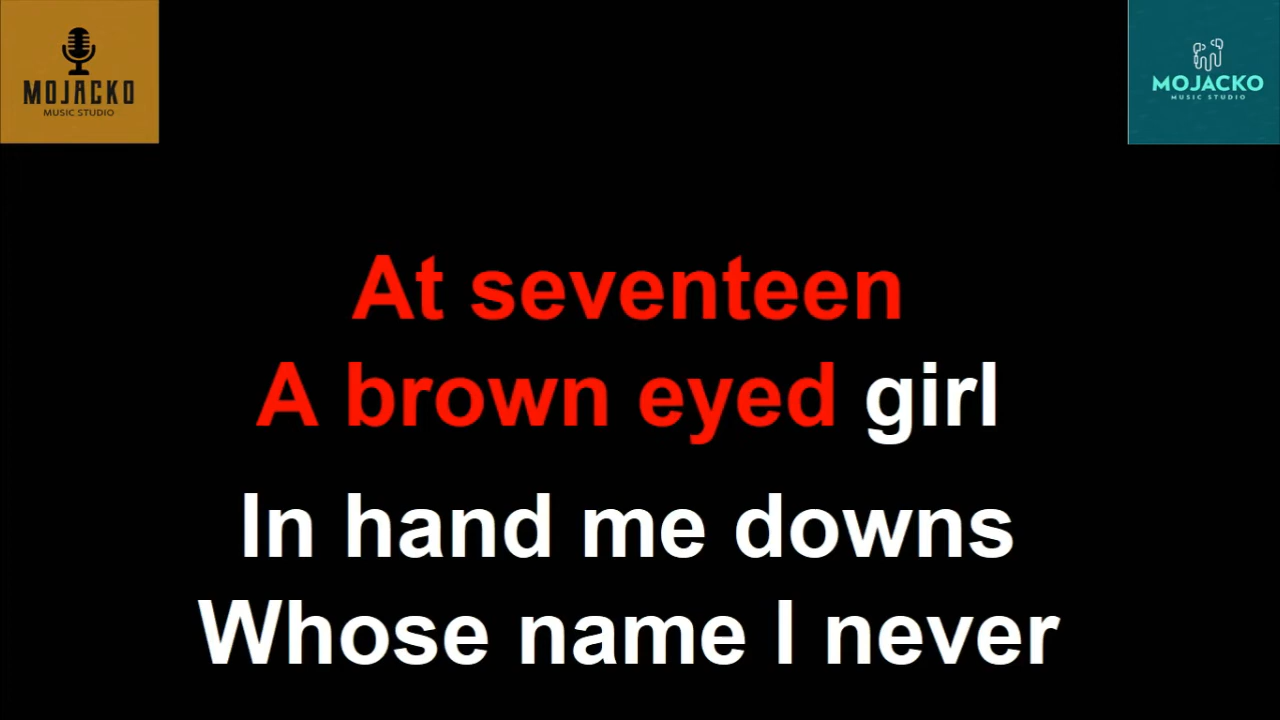 MOJACKO
MUSIC STUDIO
MOJACKO
MUSIC STUDIO
At seventeen
A brown eyed girl
In hand me downs
Whose name I never